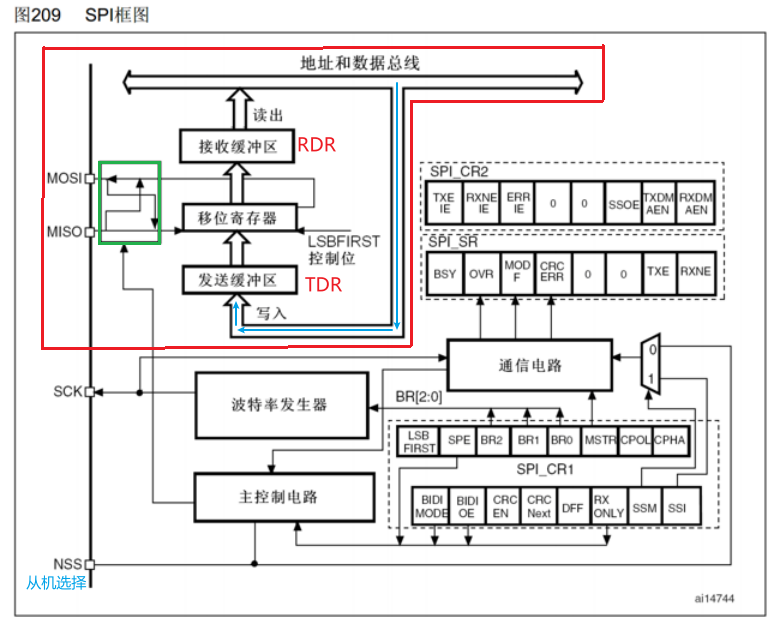 图209 SPI框图
地址和数据总线
读出
接收缓冲区
RDR
MOSI
移位寄存器
MISO
LSBFIRST
控制位
发送缓冲区
TDR
写入
SPI_CR2
TXE IE
RXNE IE
ERR IE
0
0
SSOE
TXDM AEN
RXDM AEN
SPI_SR
BSY
OVR
MOD F
CRC ERR
0
0
TXE
RXNE
通信电路
0
1
SCK
波特率发生器
BR[2:0]
LSB FIRST
SPE
BR2
BR1
BR0
MSTR
CPOL
CPHA
SPI_CR1
主控制电路
BIDI MODE
BIDI OE
CRC EN
CRC Next
DFF
RX ONLY
SSM
SSI
NSS
从机选择
ai14744